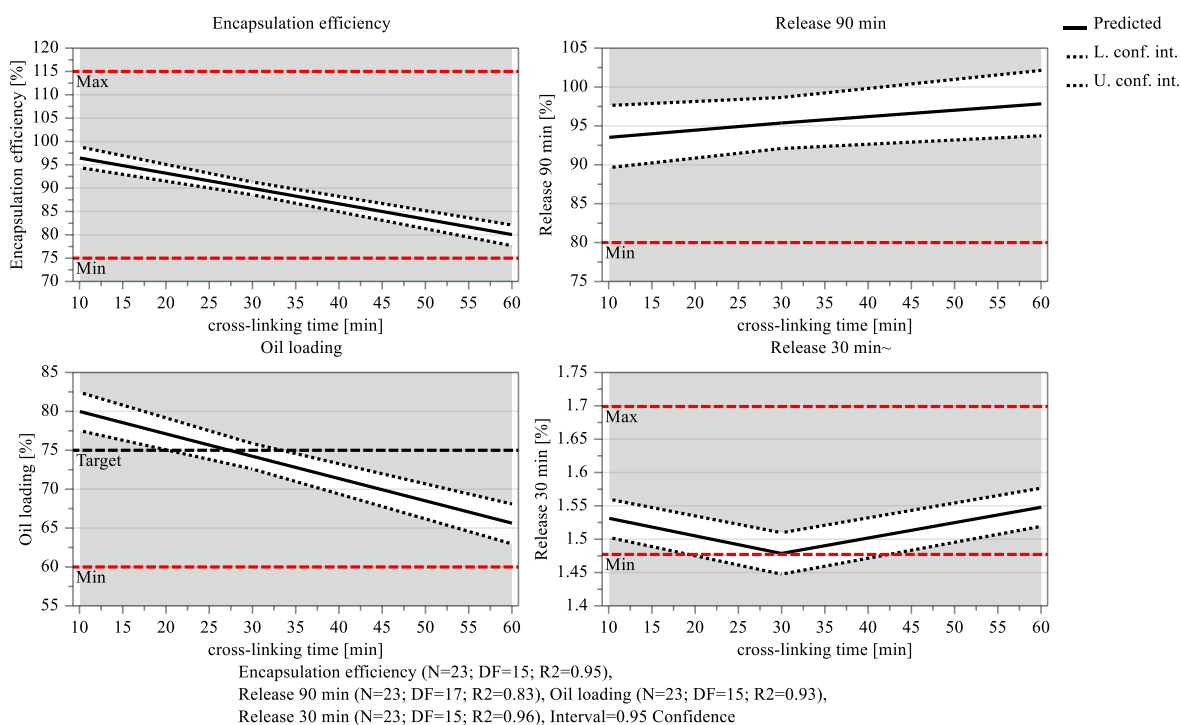 Encapsulation efficiency
Encapsulation efficiency [%]
120
115
110
105
100
95
90
85
80
75
70
Max
Min
10 15 20 25 30 35 40 45 50 55 60
cross-linking time [min]
Release 90 min
Release 90 min [%]
105
100
95
90
85
80
75
Min
10 15 20 25 30 35 40 45 50 55 60
cross-linking time [min]
Predicted
L. conf. int.
U. conf. int.
Oil loading
Oil loading [%]
85
80
75
70
65
60
55
Target
Min
10 15 20 25 30 35 40 45 50 55 60
cross-linking time [min]
Release 30 min~
Release 30 min [%]
1.75
1.7
1.65
1.6
1.55
1.5
1.45
1.4
Max
Min
10 15 20 25 30 35 40 45 50 55 60
cross-linking time [min]
Encapsulation efficiency (N=23; DF=15; R2=0.95),
Release 90 min (N=23; DF=17; R2=0.83), Oil loading (N=23; DF=15; R2=0.93),
Release 30 min (N=23; DF=15; R2=0.96), Interval=0.95 Confidence